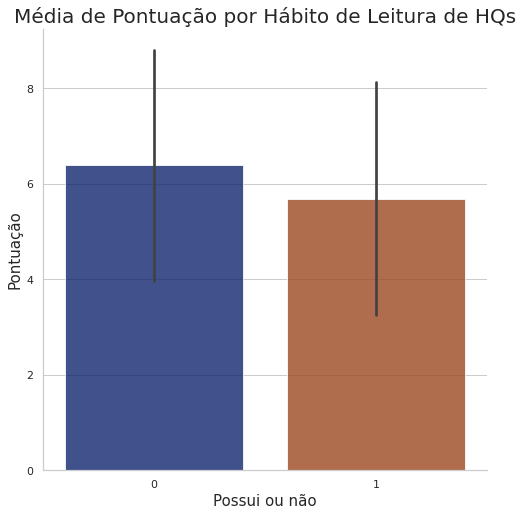 Média de Pontuação por Hábito de Leitura de HQs
Pontuação
8
6
4
2
0
0 1
Possui ou não